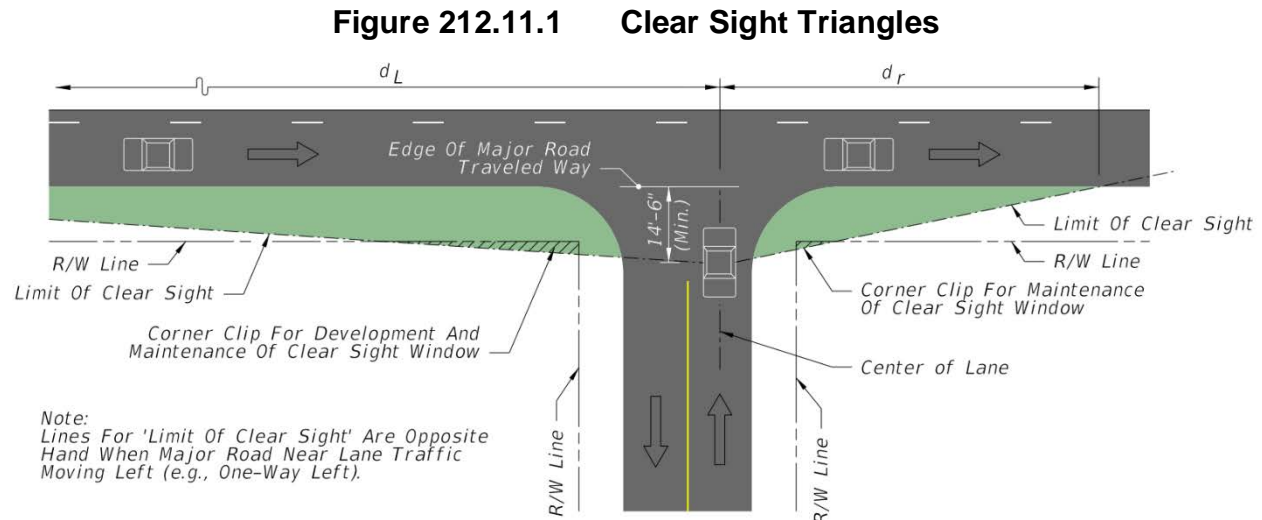 Figure 212.11.1 Clear Sight Triangles
d L
d r
Edge Of Major Road
Traveled Way
14'-6"
(Min.)
R/W Line
Limit Of Clear Sight
Corner Clip For Development And
Maintenance Of Clear Sight Window
Limit Of Clear Sight
R/W Line
Corner Clip For Maintenance
Of Clear Sight Window
Center of Lane
Note:
Lines For 'Limit Of Clear Sight' Are Opposite
Hand When Major Road Near Lane Traffic
Moving Left (e.g., One-Way Left).
R/W Line
R/W Line